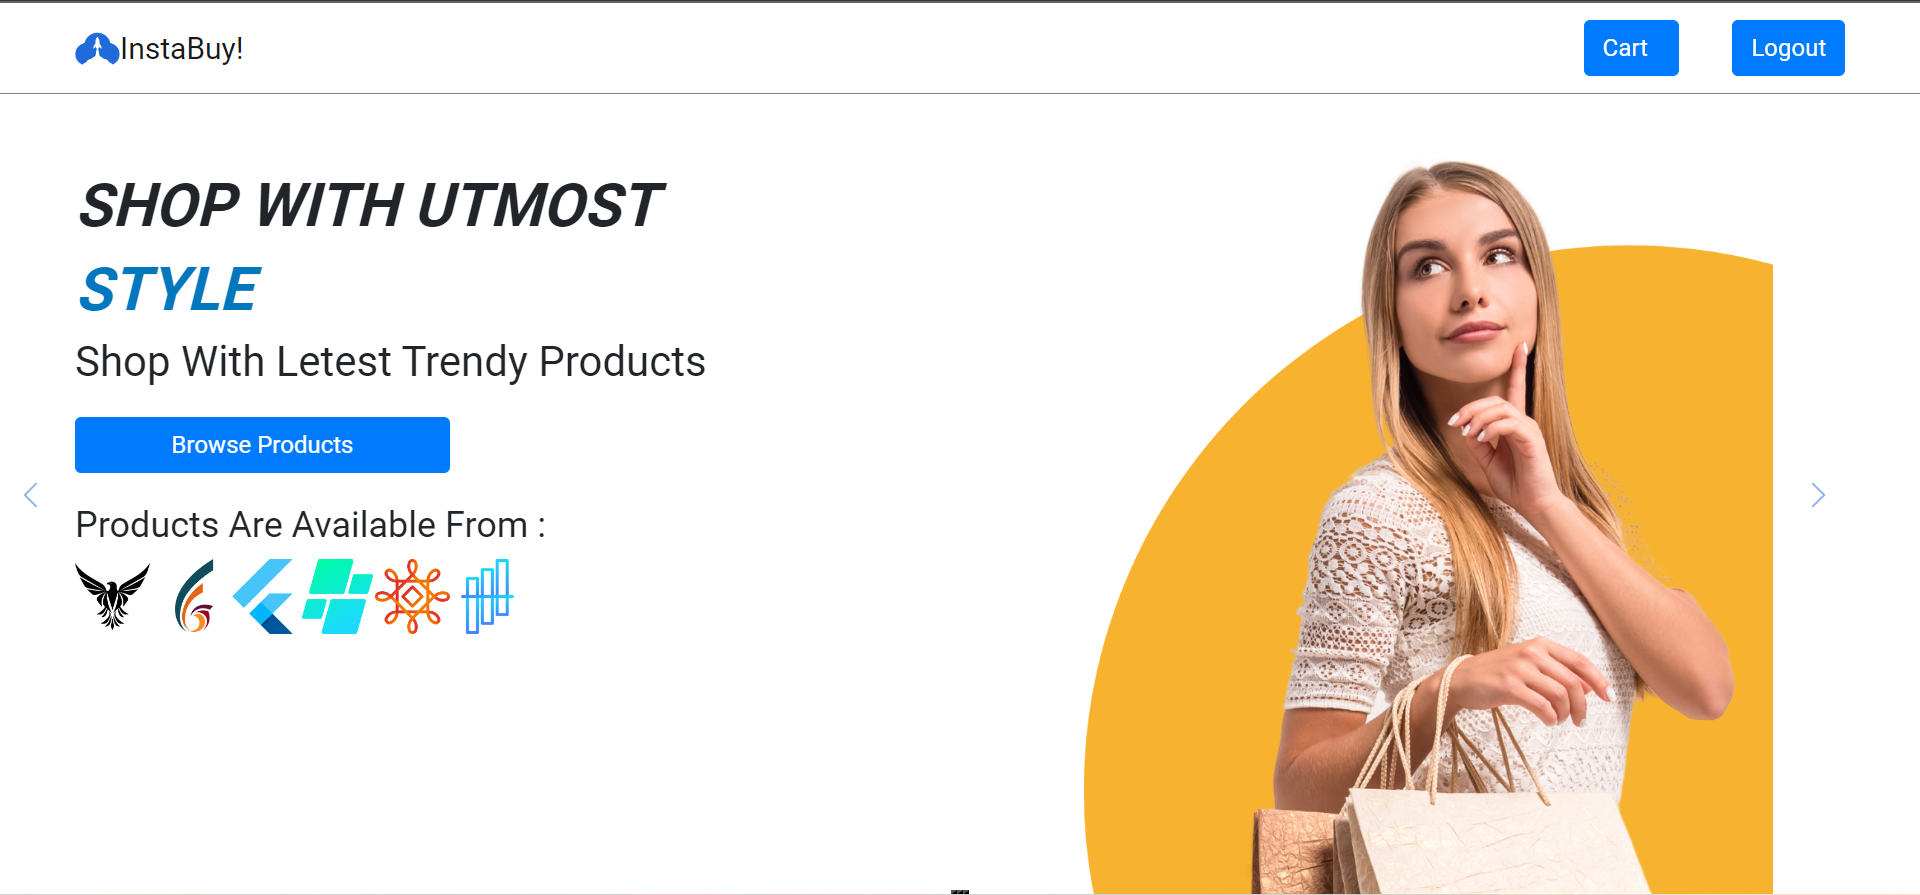 InstaBuy!
Cart
Logout
SHOP WITH UTMOST
STYLE
Shop With Letest Trendy Products
Browse Products
Products Are Available From :